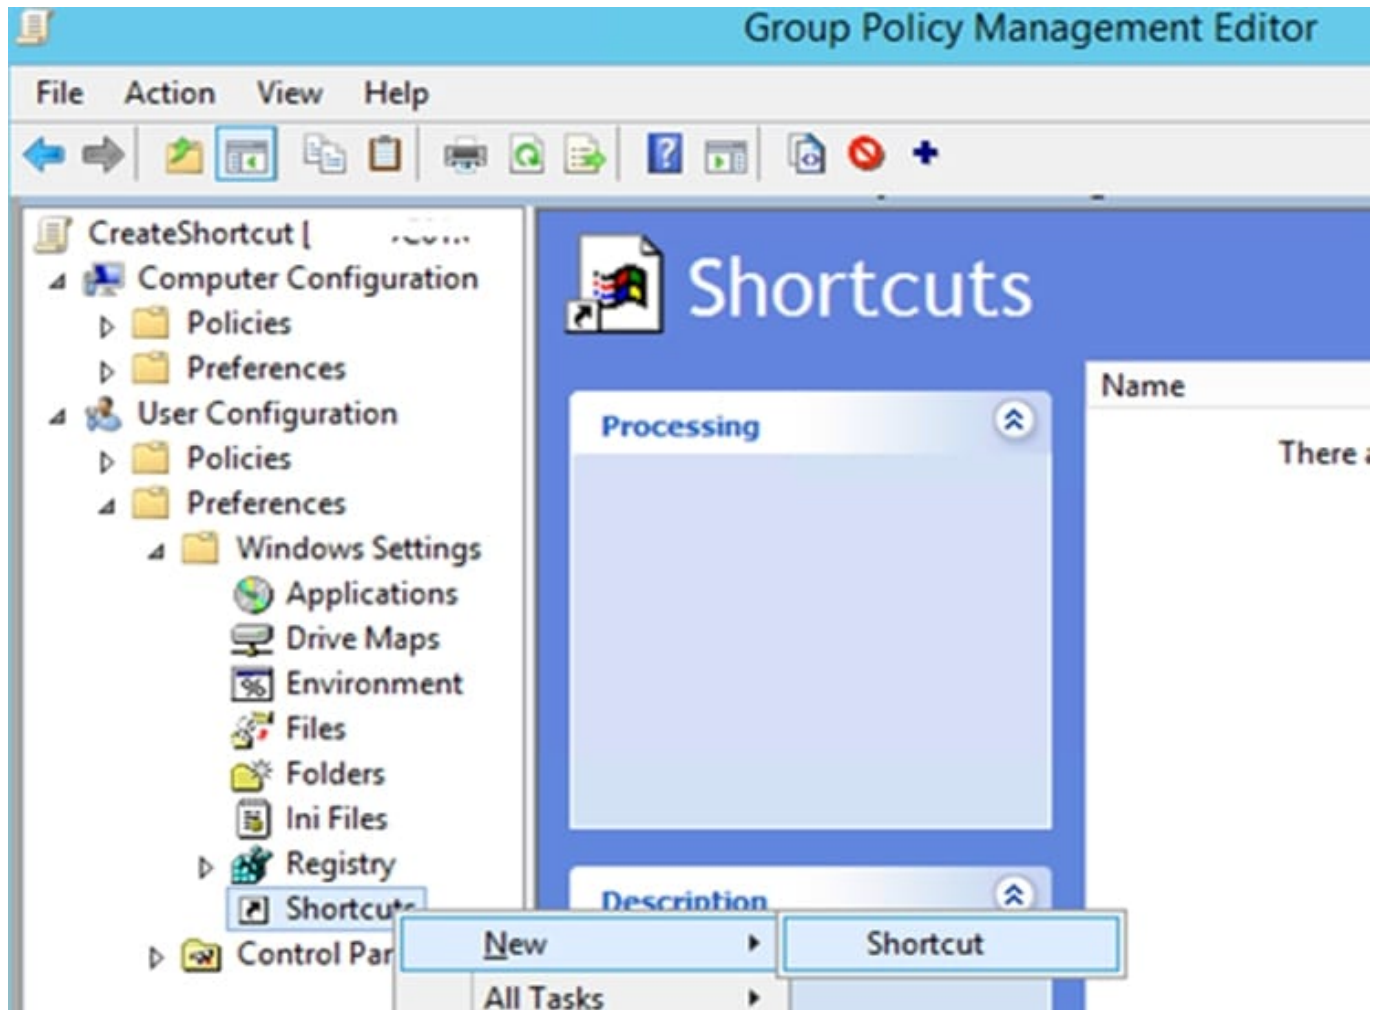 Group Policy Management Editor
File Action View Help
CreateShortcut [
Computer Configuration
Policies
Preferences
User Configuration
Policies
Preferences
Windows Settings
Applications
Drive Maps
Environment
Files
Folders
Ini Files
Registry
Shortcuts
Control Par
Shortcuts
Processing
Name
There
Description
New
Shortcut
All Tasks